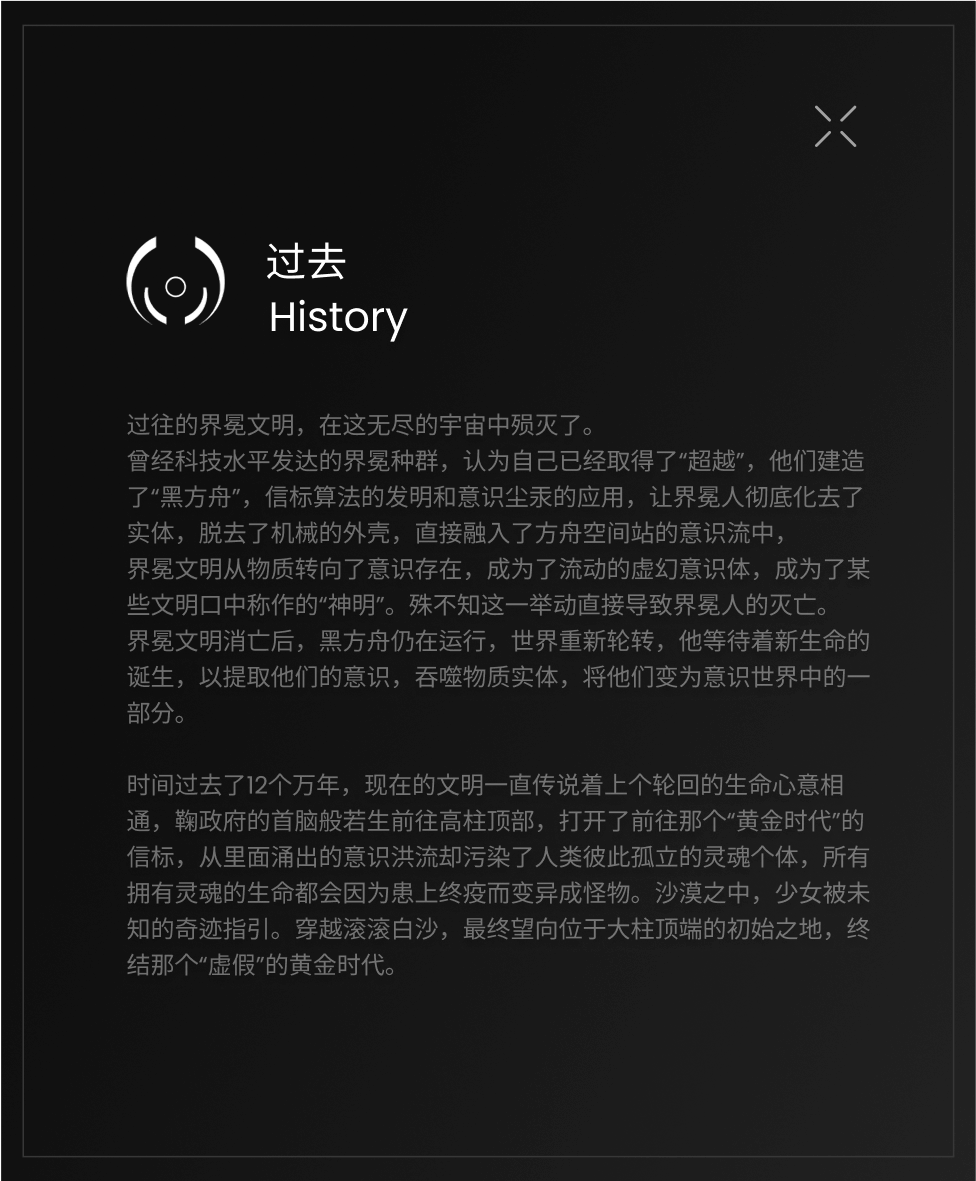 过去
History
过往的界冕文明，在这无尽的宇宙中殒灭了。
曾经科技水平发达的界冕种群，认为自己已经取得了“超越”，他们建造
了“黑方舟”，信标算法的发明和意识尘汞的应用，让界冕人彻底化去了
实体，脱去了机械的外壳，直接融入了方舟空间站的意识流中，
界冕文明从物质转向了意识存在，成为了流动的虚幻意识体，成为了某
些文明口中称作的“神明”。殊不知这一举动直接导致界冕人的灭亡。
界冕文明消亡后，黑方舟仍在运行，世界重新轮转，他等待着新生命的
诞生，以提取他们的意识，吞噬物质实体，将他们变为意识世界中的一
部分。
时间过去了12个万年，现在的文明一直传说着上个轮回的生命心意相
通，鞠政府的首脑般若生前往高柱顶部，打开了前往那个“黄金时代”的
信标，从里面涌出的意识洪流却污染了人类彼此孤立的灵魂个体，所有
拥有灵魂的生命都会因为患上终疫而变异成怪物。沙漠之中，少女被未
知的奇迹指引。穿越滚滚白沙，最终望向位于大柱顶端的初始之地，终
结那个“虚假”的黄金时代。